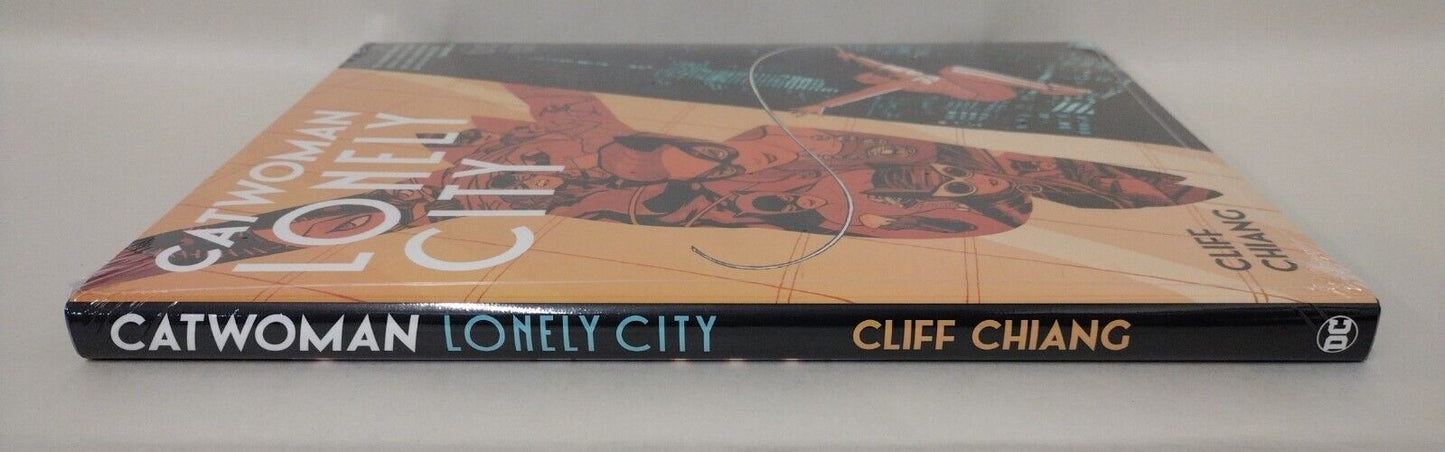 CATWOMAN
LONELY
CITY
CLIFF
CHIANG
CATWOMAN LONELY CITY CLIFF CHIANG DC